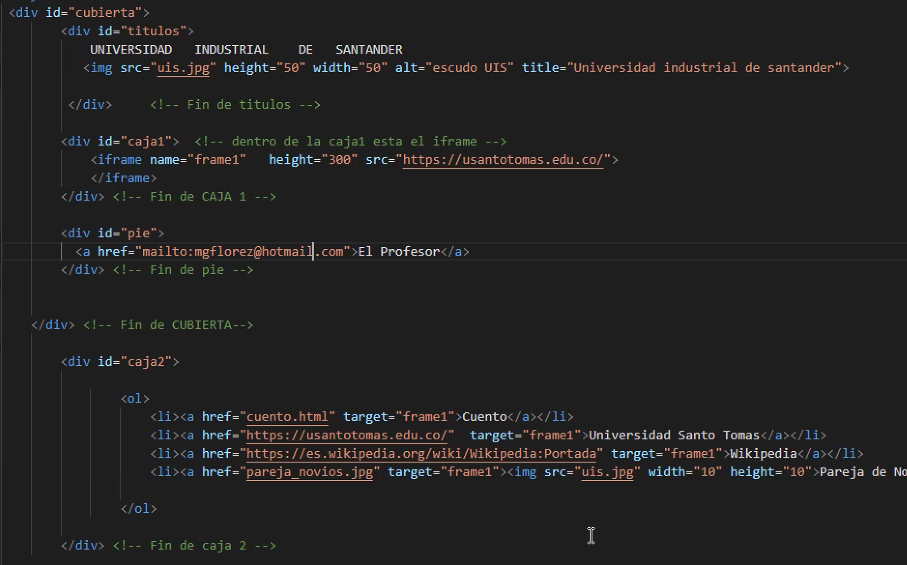 <div id="cubierta">
<div id="titulos">
UNIVERSIDAD INDUSTRIAL DE SANTANDER
<img src="uis.jpg" height="50" width="50" alt="escudo UIS" title="Universidad industrial de santander">
</div> <!-- Fin de titulos -->
<div id="caja1"> <!-- dentro de la caja1 esta el iframe -->
<iframe name="frame1" height="300" src="https://usantotomas.edu.co/">
</iframe>
</div> <!-- Fin de CAJA 1 -->
<div id="pie">
<a href="mailto:mgflorez@hotmail.com">El Profesor</a>
</div> <!-- Fin de pie -->
</div> <!-- Fin de CUBIERTA-->
<div id="caja2">
<ol>
<li><a href="cuento.html" target="frame1">Cuento</a></li>
<li><a href="https://usantotomas.edu.co/" target="frame1">Universidad Santo Tomas</a></li>
<li><a href="https://es.wikipedia.org/wiki/Wikipedia:Portada" target="frame1">Wikipedia</a></li>
<li><a href="pareja_novios.jpg" target="frame1"><img src="uis.jpg" width="10" height="10">Pareja de No
</ol>
</div> <!-- Fin de caja 2 -->